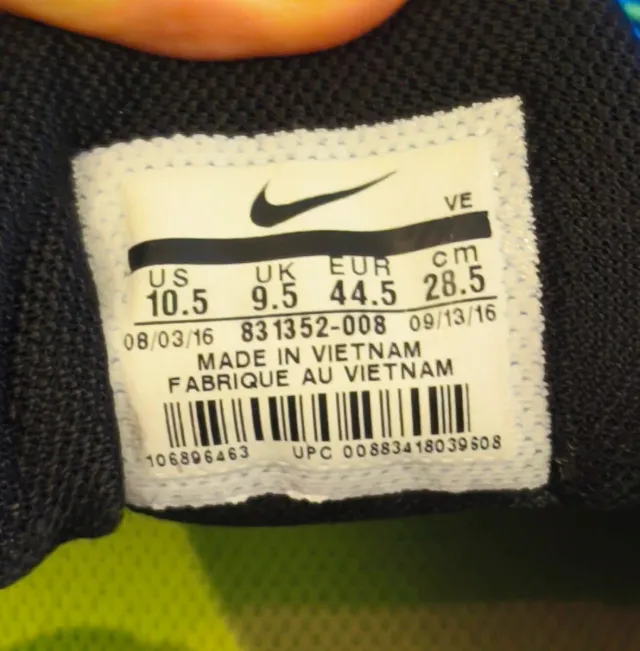 VE
US UK EUR cm
10.5 9.5 44.5 28.5
08/03/16 831352-008 09/13/16
MADE IN VIETNAM
FABRIQUE AU VIETNAM
106896463 UPC 00883418039608